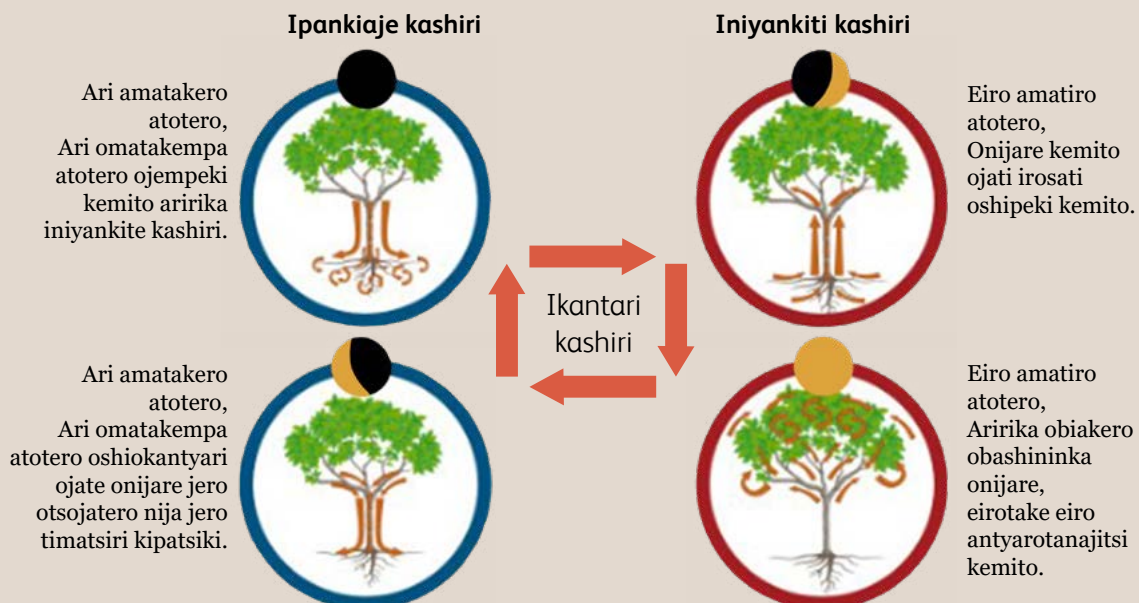 Ipankiaje kashiri
Ari amatakero
atotero,
Ari omatakempa
atotero ojempeki
kemito aririka
iniyankite kashiri.
Iniyankiti kashiri
Eiro amatiro
atotero,
Onijare kemito
ojati irosati
oshipeki kemito.
Ikantari
kashiri
Ari amatakero
atotero,
Ari omatakempa
atotero oshiokantyari
ojate onijare jero
otsojatero nija jero
timatsiri kipatsiki.
Eiro amatiro
atotero,
Aririka obiakero
obashininka
onijare,
eirotake eiro
antyarotanajitsi
kemito.